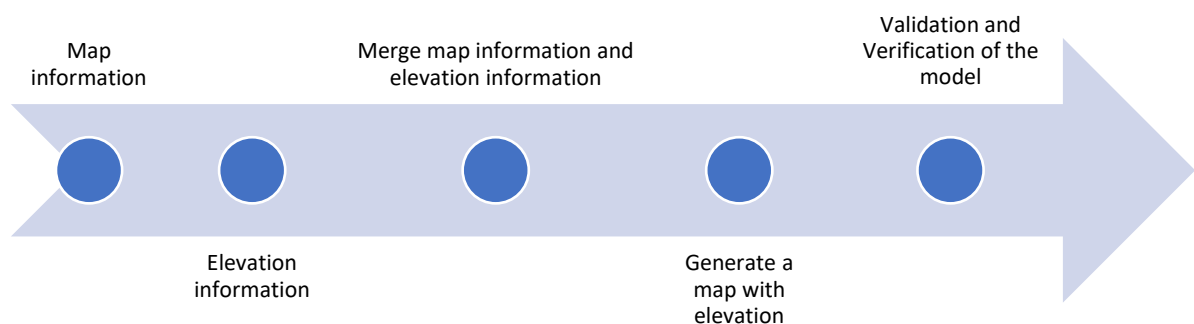 Map
information
Elevation
information
Merge map information and
elevation information
Generate a
map with
elevation
Validation and
Verification of the
model